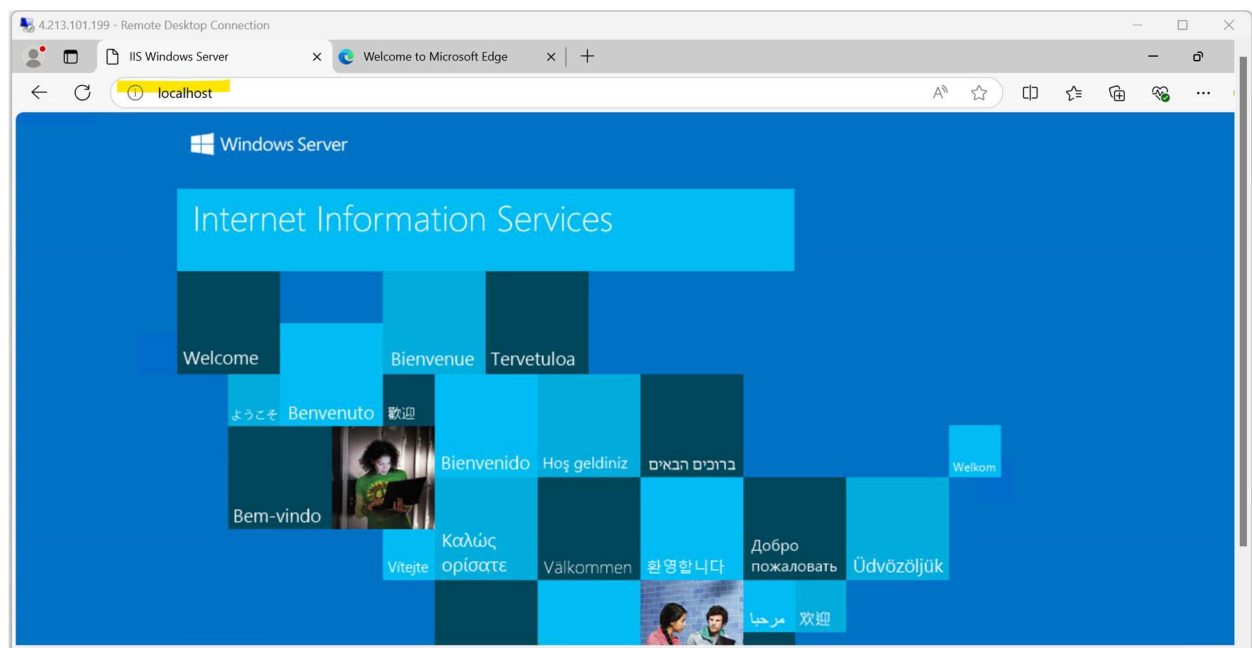 4.213.101.199 - Remote Desktop Connection
IIS Windows Server
Welcome to Microsoft Edge
localhost
Windows Server
Internet Information Services
Welcome
Bienvenue
Tervetuloa
ようこそ
Benvenuto
歡迎
Bienvenido
Hoş geldiniz
ברוכים הבאים
Welkom
Bem-vindo
Vítejte
Καλώς
ορίσατε
Välkommen
환영합니다
Добро
пожаловать
Üdvözöljük
مرحبا
欢迎